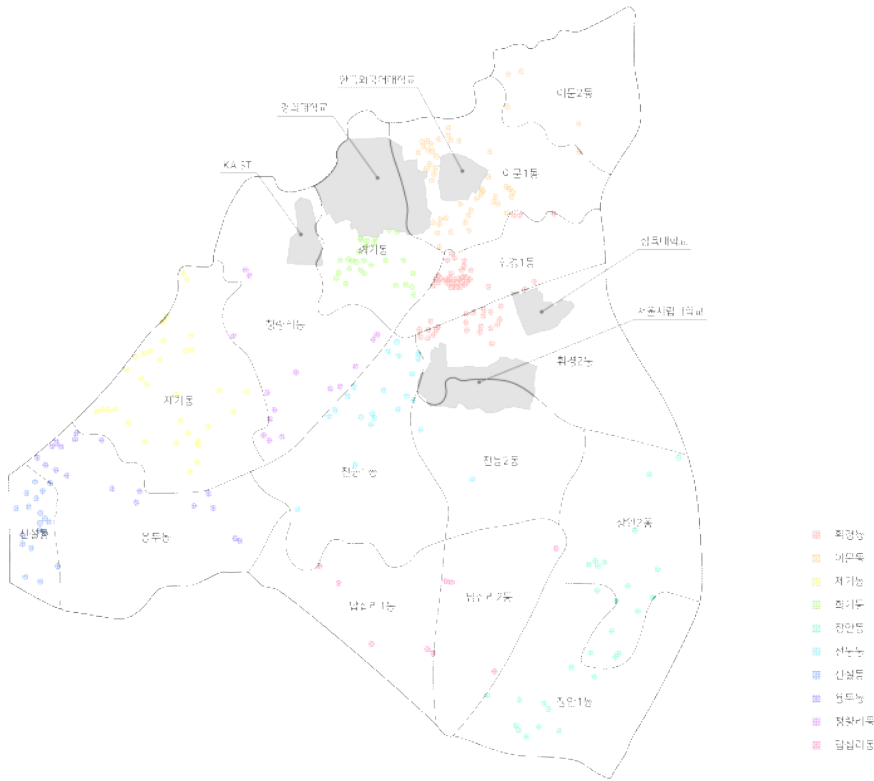 이문2동
한국외국어대학교
경희대학교
KAIST
이문1동
회기동
휘경1동
삼육대학교
청량리동
서울시립대학교
휘경2동
제기동
전농1동
전농2동
장안2동
신설동
용두동
답십리1동
답십리2동
장안1동
휘경동
이문동
제기동
회기동
장안동
전농동
신설동
용두동
청량리동
답십리동